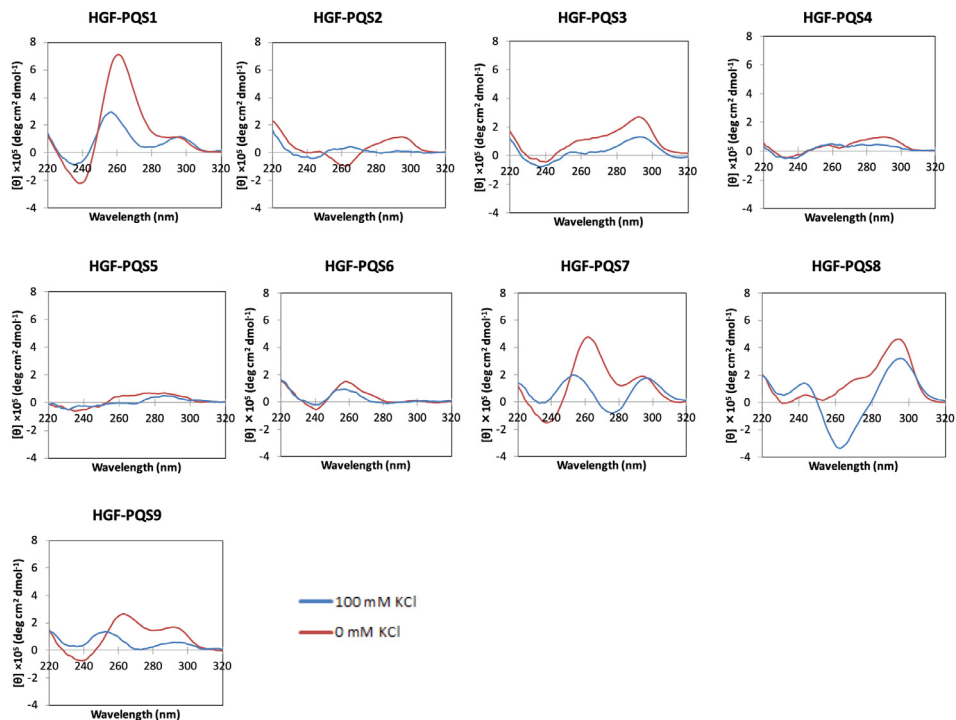 HGF-PQS1 HGF-PQS2 HGF-PQS3 HGF-PQS4
[θ] ×10⁵ (deg cm² dmol⁻¹) [θ] ×10⁵ (deg cm² dmol⁻¹) [θ] ×10⁵ (deg cm² dmol⁻¹) [θ] ×10⁵ (deg cm² dmol⁻¹)
8 8 8 8
6 6 6 6
4 4 4 4
2 2 2 2
0 0 0 0
220 240 260 280 300 320 220 240 260 280 300 320 220 240 260 280 300 320 220 240 260 280 300 320
-2 -2 -2 -2
-4 -4 -4 -4
Wavelength (nm) Wavelength (nm) Wavelength (nm) Wavelength (nm)
HGF-PQS5 HGF-PQS6 HGF-PQS7 HGF-PQS8
[θ] ×10⁵ (deg cm² dmol⁻¹) [θ] ×10⁵ (deg cm² dmol⁻¹) [θ] × 10⁵ (deg cm² dmol⁻¹) [θ] ×10⁵ (deg cm² dmol⁻¹)
8 8 8 8
6 6 6 6
4 4 4 4
2 2 2 2
0 0 0 0
220 240 260 280 300 320 220 240 260 280 300 320 220 240 260 280 300 320 220 240 260 280 300 320
-2 -2 -2 -2
-4 -4 -4 -4
Wavelength (nm) Wavelength (nm) Wavelength (nm) Wavelength (nm)
HGF-PQS9
[θ] ×10⁵ (deg cm² dmol⁻¹)
8
6
4
2
0
220 240 260 280 300 320
-2
-4
Wavelength (nm)
100 mM KCl
0 mM KCl